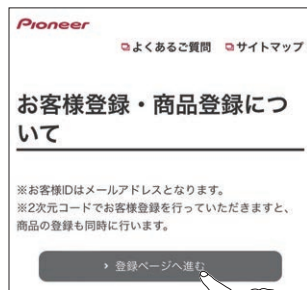 Pioneer
よくあるご質問 サイトマップ
お客様登録・商品登録につ
いて
※お客様IDはメールアドレスとなります。
※2次元コードでお客様登録を行っていただきますと、
商品の登録も同時に行います。
› 登録ページへ進む